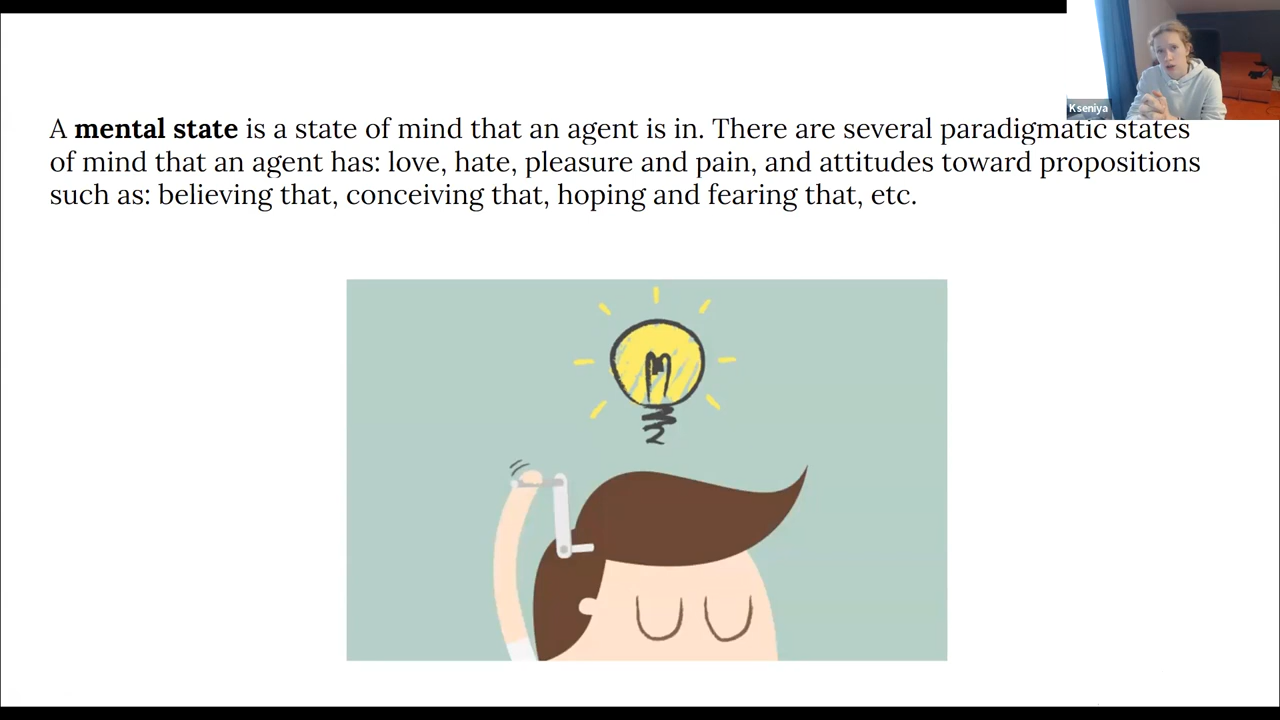 Kseniya
A mental state is a state of mind that an agent is in. There are several paradigmatic states
of mind that an agent has: love, hate, pleasure and pain, and attitudes toward propositions
such as: believing that, conceiving that, hoping and fearing that, etc.